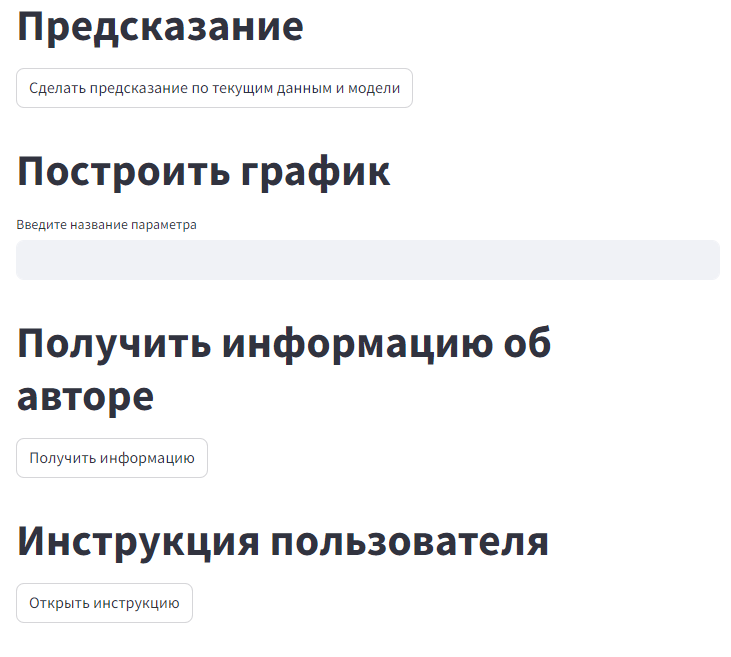 Предсказание
Сделать предсказание по текущим данным и модели
Построить график
Введите название параметра
Получить информацию об
авторе
Получить информацию
Инструкция пользователя
Открыть инструкцию